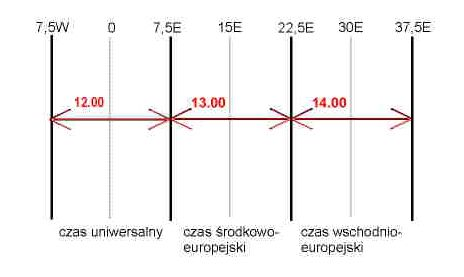 7,5W 0 7,5E 15E 22,5E 30E 37,5E
12.00 13.00 14.00
czas uniwersalny
czas środkowo-
europejski
czas wschodnio-
europejski